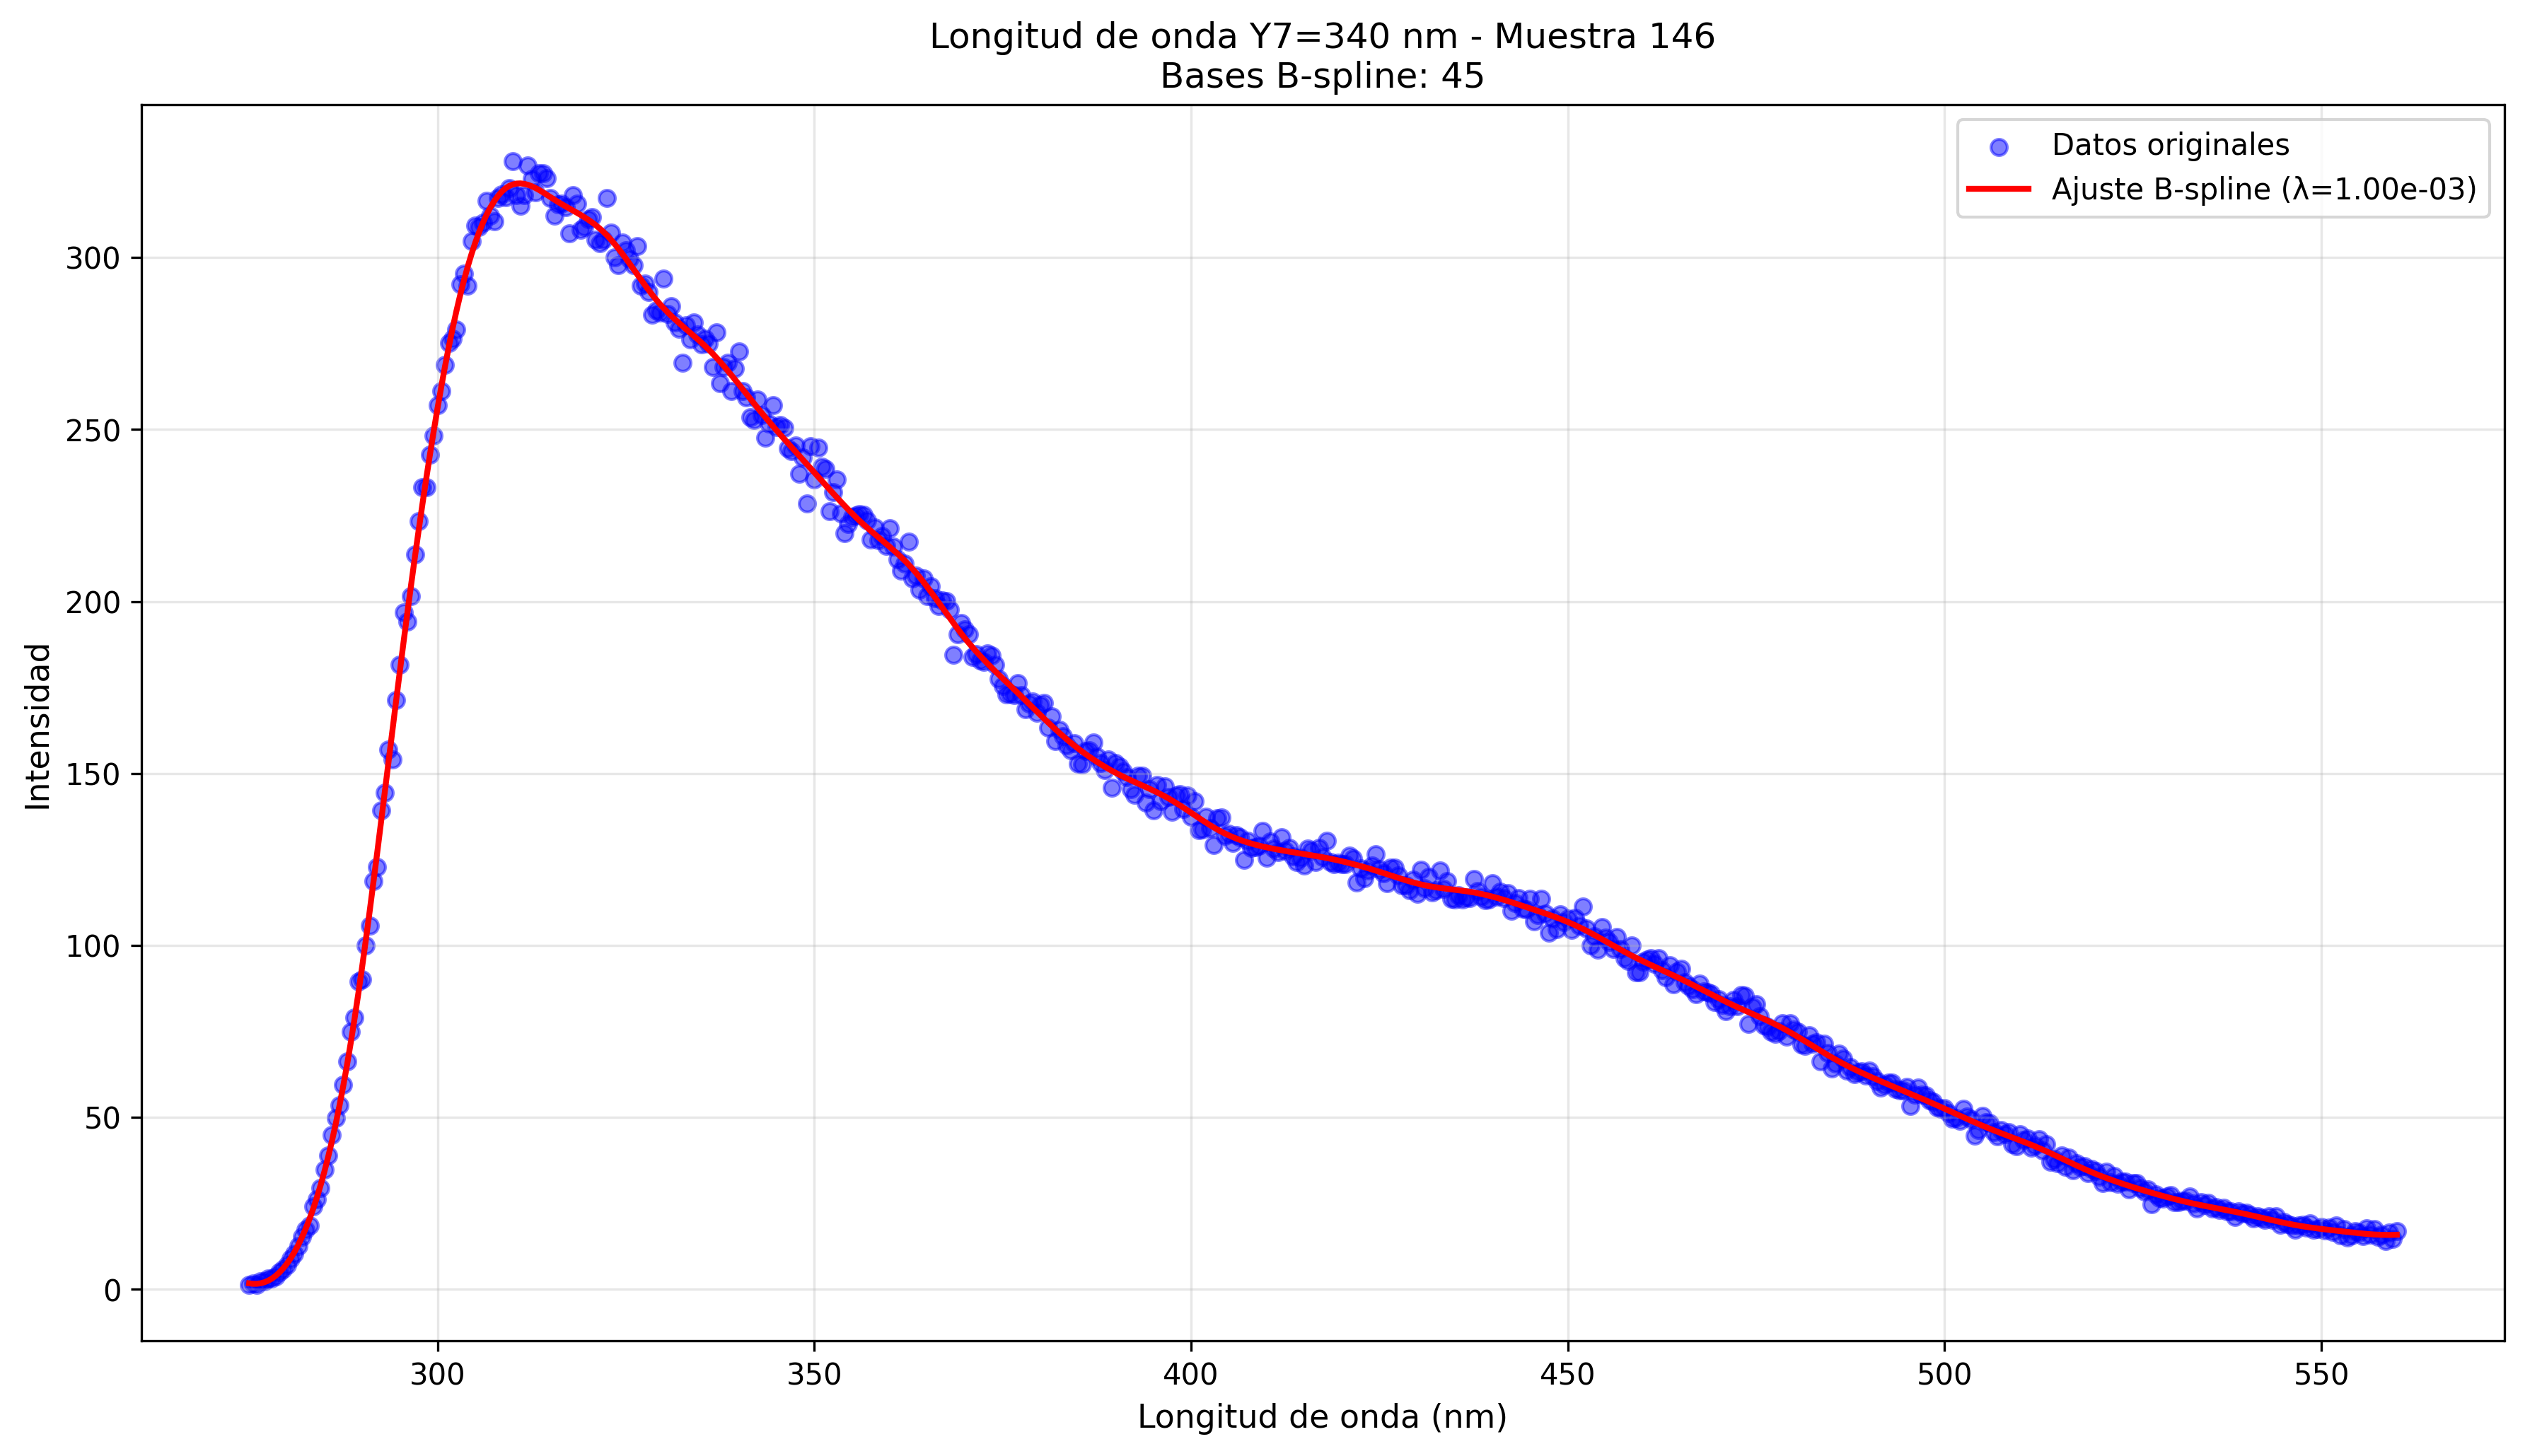 Longitud de onda Y7=340 nm - Muestra 146
Bases B-spline: 45
Datos originales
Ajuste B-spline (λ=1.00e-03)
Intensidad
300
250
200
150
100
50
0
300 350 400 450 500 550
Longitud de onda (nm)